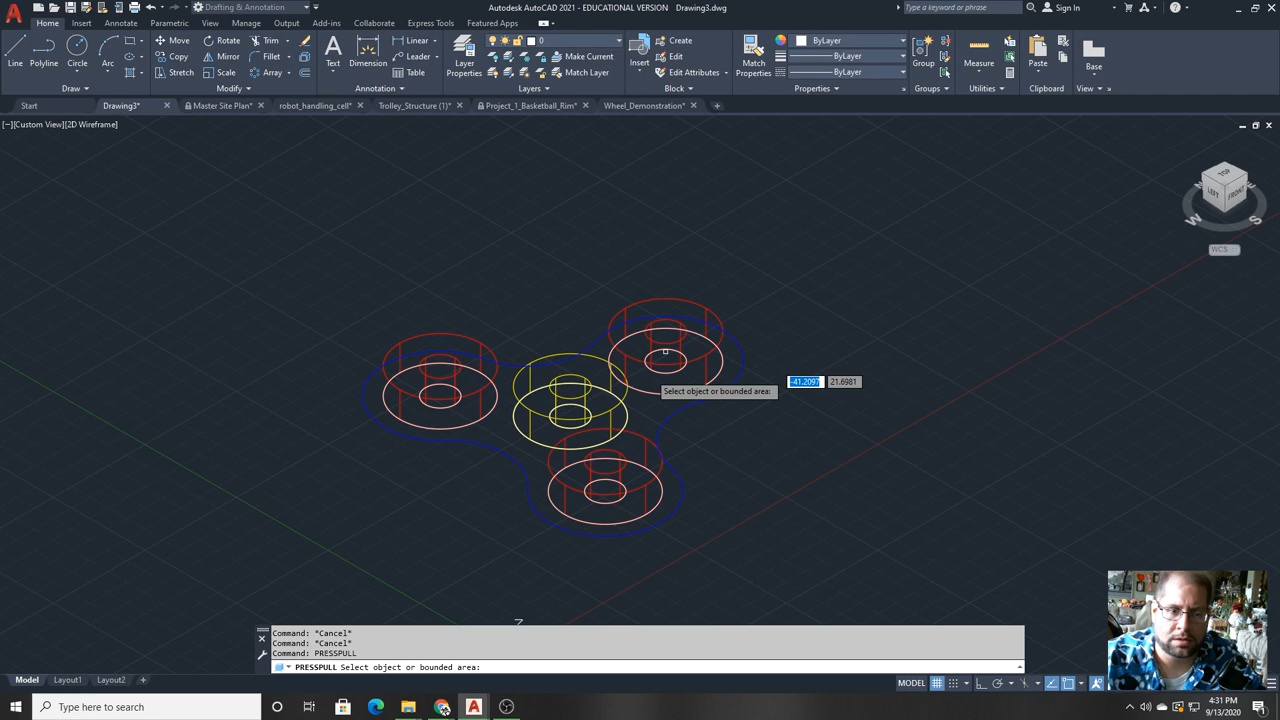 Drafting & Annotation
Autodesk AutoCAD 2021 - EDUCATIONAL VERSION Drawing3.dwg
Type a keyword or phrase
Sign In
Home Insert Annotate Parametric View Manage Output Add-ins Collaborate Express Tools Featured Apps
Line Polyline Circle Arc
Move Rotate Trim
Copy Mirror Fillet
Stretch Scale Array
Text Dimension
Linear
Leader
Table
Layer Properties
0
Make Current
Match Layer
Insert
Create
Edit
Edit Attributes
Match Properties
ByLayer
ByLayer
ByLayer
Group
Measure
Paste
Base
Draw Modify Annotation Layers Block Properties Groups Utilities Clipboard View
Start Drawing3* Master Site Plan* robot_handling_cell* Trolley_Structure (1)* Project_1_Basketball_Rim* Wheel_Demonstration*
[−][Custom View][2D Wireframe]
TOP
LEFT FRONT
W S
WCS
Select object or bounded area: -41.2097 21.6981
Z
Command: *Cancel*
Command: *Cancel*
Command: PRESSPULL
PRESSPULL Select object or bounded area:
Model Layout1 Layout2
MODEL
Type here to search
4:31 PM
9/13/2020